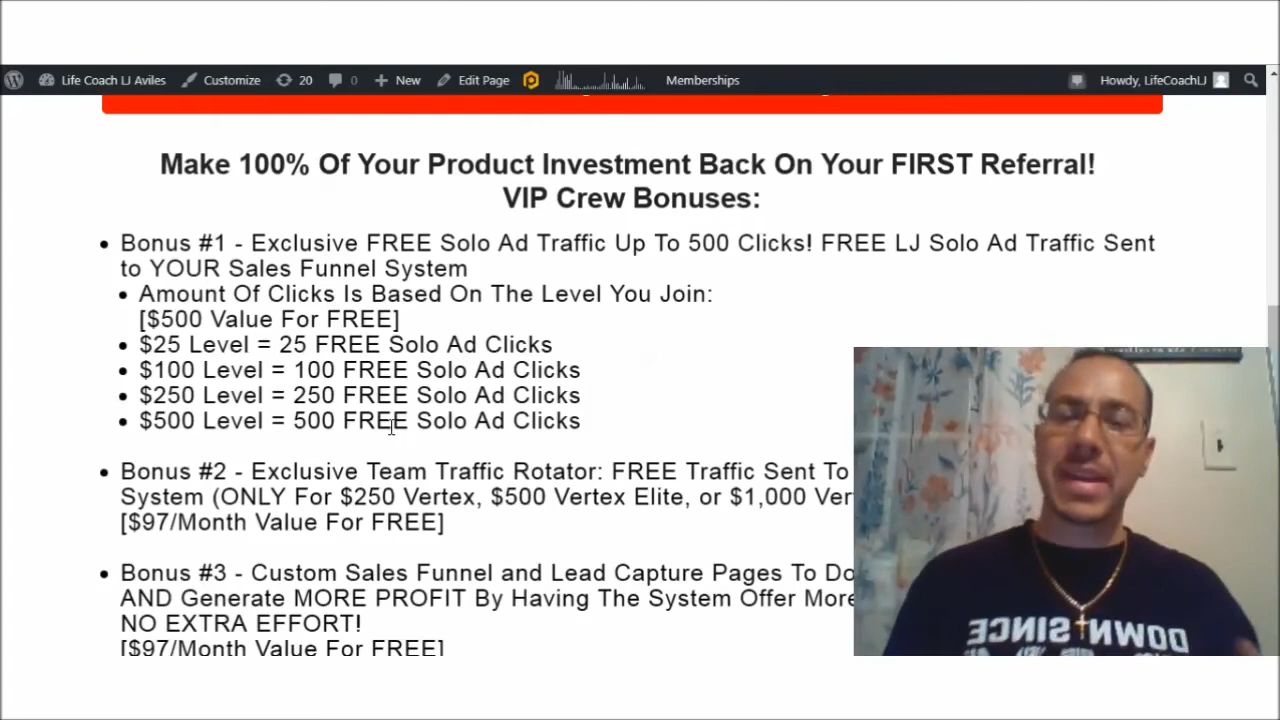 Life Coach LJ Aviles Customize 20 0 New Edit Page Memberships Howdy, LifeCoachLJ
Make 100% Of Your Product Investment Back On Your FIRST Referral!
VIP Crew Bonuses:
Bonus #1 - Exclusive FREE Solo Ad Traffic Up To 500 Clicks! FREE LJ Solo Ad Traffic Sent
to YOUR Sales Funnel System
Amount Of Clicks Is Based On The Level You Join:
[$500 Value For FREE]
$25 Level = 25 FREE Solo Ad Clicks
$100 Level = 100 FREE Solo Ad Clicks
$250 Level = 250 FREE Solo Ad Clicks
$500 Level = 500 FREE Solo Ad Clicks
Bonus #2 - Exclusive Team Traffic Rotator: FREE Traffic Sent To
System (ONLY For $250 Vertex, $500 Vertex Elite, or $1,000 Ver
[$97/Month Value For FREE]
Bonus #3 - Custom Sales Funnel and Lead Capture Pages To Do
AND Generate MORE PROFIT By Having The System Offer More
NO EXTRA EFFORT!
[$97/Month Value For FREE]
DOWN SINCE